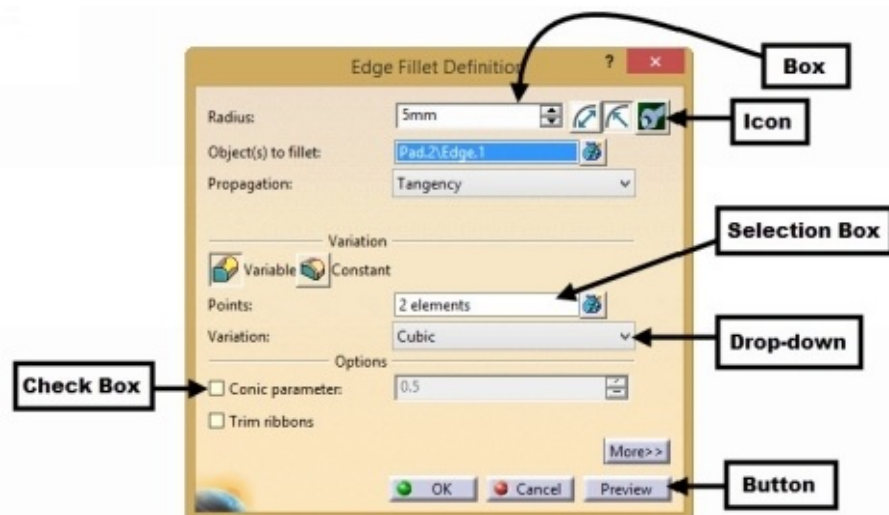 Edge Fillet Definition ?
Box
Radius: 5mm
Icon
Object(s) to fillet: Pad.2\Edge.1
Propagation: Tangency
Selection Box
Variation
Variable Constant
Points: 2 elements
Variation: Cubic
Drop-down
Options
Check Box
Conic parameter: 0.5
Trim ribbons
More>>
OK Cancel Preview
Button